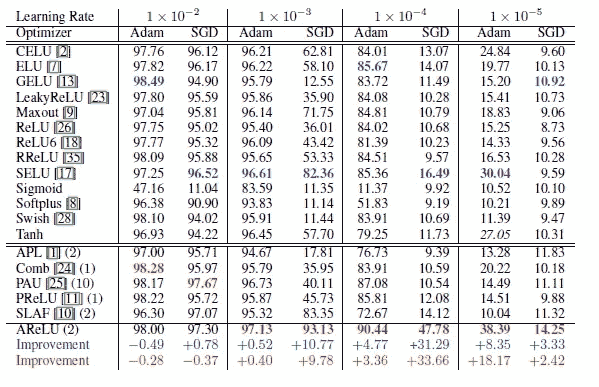 Learning Rate 1 × 10⁻² 1 × 10⁻³ 1 × 10⁻⁴ 1 × 10⁻⁵
Optimizer Adam SGD Adam SGD Adam SGD Adam SGD
CELU [2] 97.76 96.12 96.21 62.81 84.01 13.07 24.84 9.60
ELU [7] 97.82 96.17 96.22 58.10 85.67 14.07 19.77 10.13
GELU [13] 98.49 94.90 95.79 12.55 83.72 11.49 15.20 10.92
LeakyReLU [23] 97.80 95.59 95.86 35.90 84.08 10.28 15.41 10.73
Maxout [9] 97.04 95.81 96.14 71.75 84.81 10.79 18.83 9.06
ReLU [26] 97.75 95.02 95.40 36.01 84.02 10.68 15.25 8.73
ReLU6 [18] 97.77 95.32 96.09 43.42 81.39 10.23 14.33 9.56
RReLU [35] 98.09 95.88 95.65 53.33 84.51 9.57 16.53 10.28
SELU [17] 97.25 96.52 96.61 82.36 85.36 16.49 30.04 9.59
Sigmoid 47.16 11.04 83.59 11.35 11.37 9.92 10.52 10.10
Softplus [8] 96.38 90.90 93.83 11.14 51.83 9.19 10.21 9.89
Swish [28] 98.10 94.02 95.91 11.44 83.91 10.69 11.39 9.47
Tanh 96.93 94.22 96.45 57.70 79.25 11.73 27.05 10.31
APL [1] (2) 97.00 95.71 94.67 17.81 76.73 9.39 13.28 11.83
Comb [24] (1) 98.28 95.97 95.79 35.95 83.91 10.59 20.22 10.18
PAU [25] (10) 98.17 97.67 96.73 40.11 87.08 10.54 14.49 11.11
PReLU [11] (1) 98.22 95.72 95.87 45.73 85.81 12.08 14.51 9.88
SLAF [10] (2) 96.30 97.07 95.32 83.35 72.67 14.12 10.04 11.32
AReLU (2) 98.00 97.30 97.13 93.13 90.44 47.78 38.39 14.25
Improvement −0.49 +0.78 +0.52 +10.77 +4.77 +31.29 +8.35 +3.33
Improvement −0.28 −0.37 +0.40 +9.78 +3.36 +33.66 +18.17 +2.42